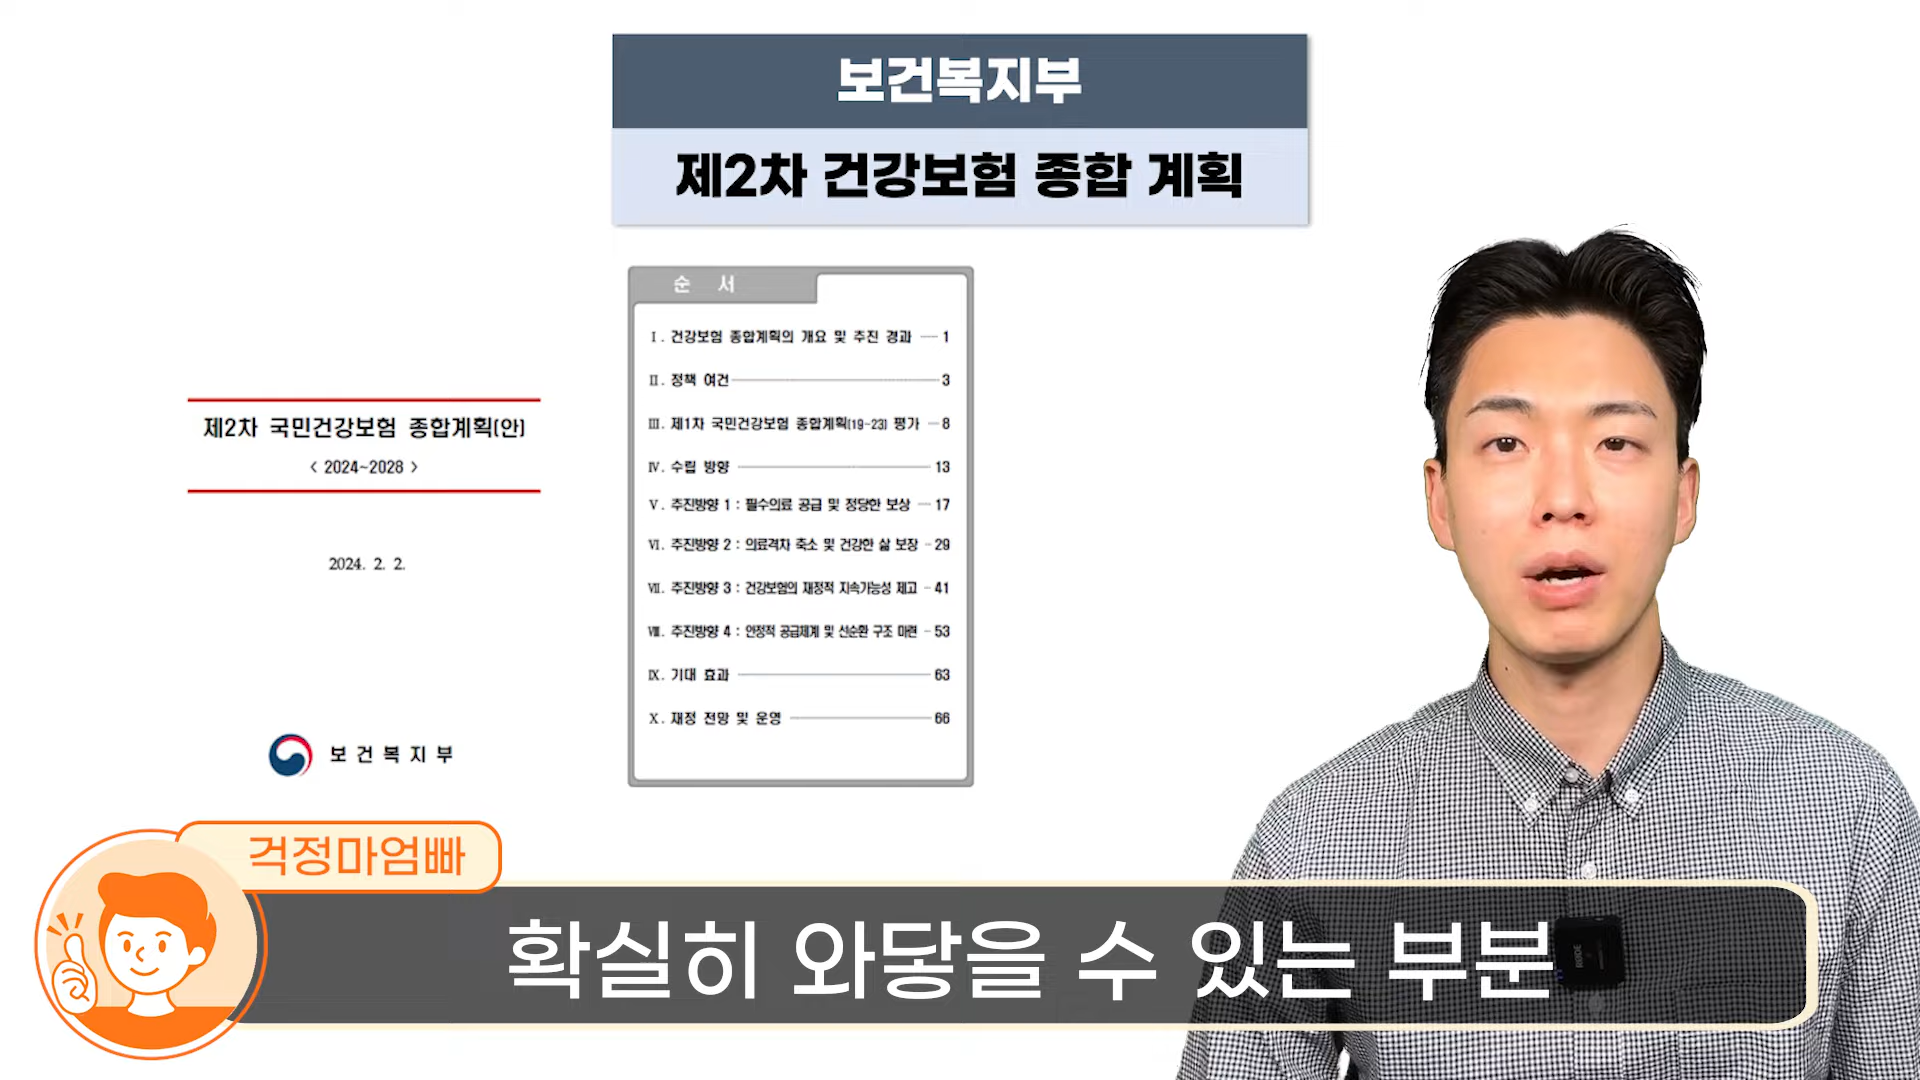 보건복지부
제2차 건강보험 종합 계획
제2차 국민건강보험 종합계획(안)
< 2024~2028 >
2024. 2. 2.
보건복지부
순 서
Ⅰ. 건강보험 종합계획의 개요 및 추진 경과 1
Ⅱ. 정책 여건 3
Ⅲ. 제1차 국민건강보험 종합계획(19-23) 평가 8
Ⅳ. 수립 방향 13
Ⅴ. 추진방향 1 : 필수의료 공급 및 정당한 보상 17
Ⅵ. 추진방향 2 : 의료격차 축소 및 건강한 삶 보장 29
Ⅶ. 추진방향 3 : 건강보험의 재정적 지속가능성 제고 41
Ⅷ. 추진방향 4 : 안정적 공급체계 및 선순환 구조 마련 53
Ⅸ. 기대 효과 63
Ⅹ. 재정 전망 및 운영 66
걱정마엄빠
확실히 와닿을 수 있는 부분
RODE